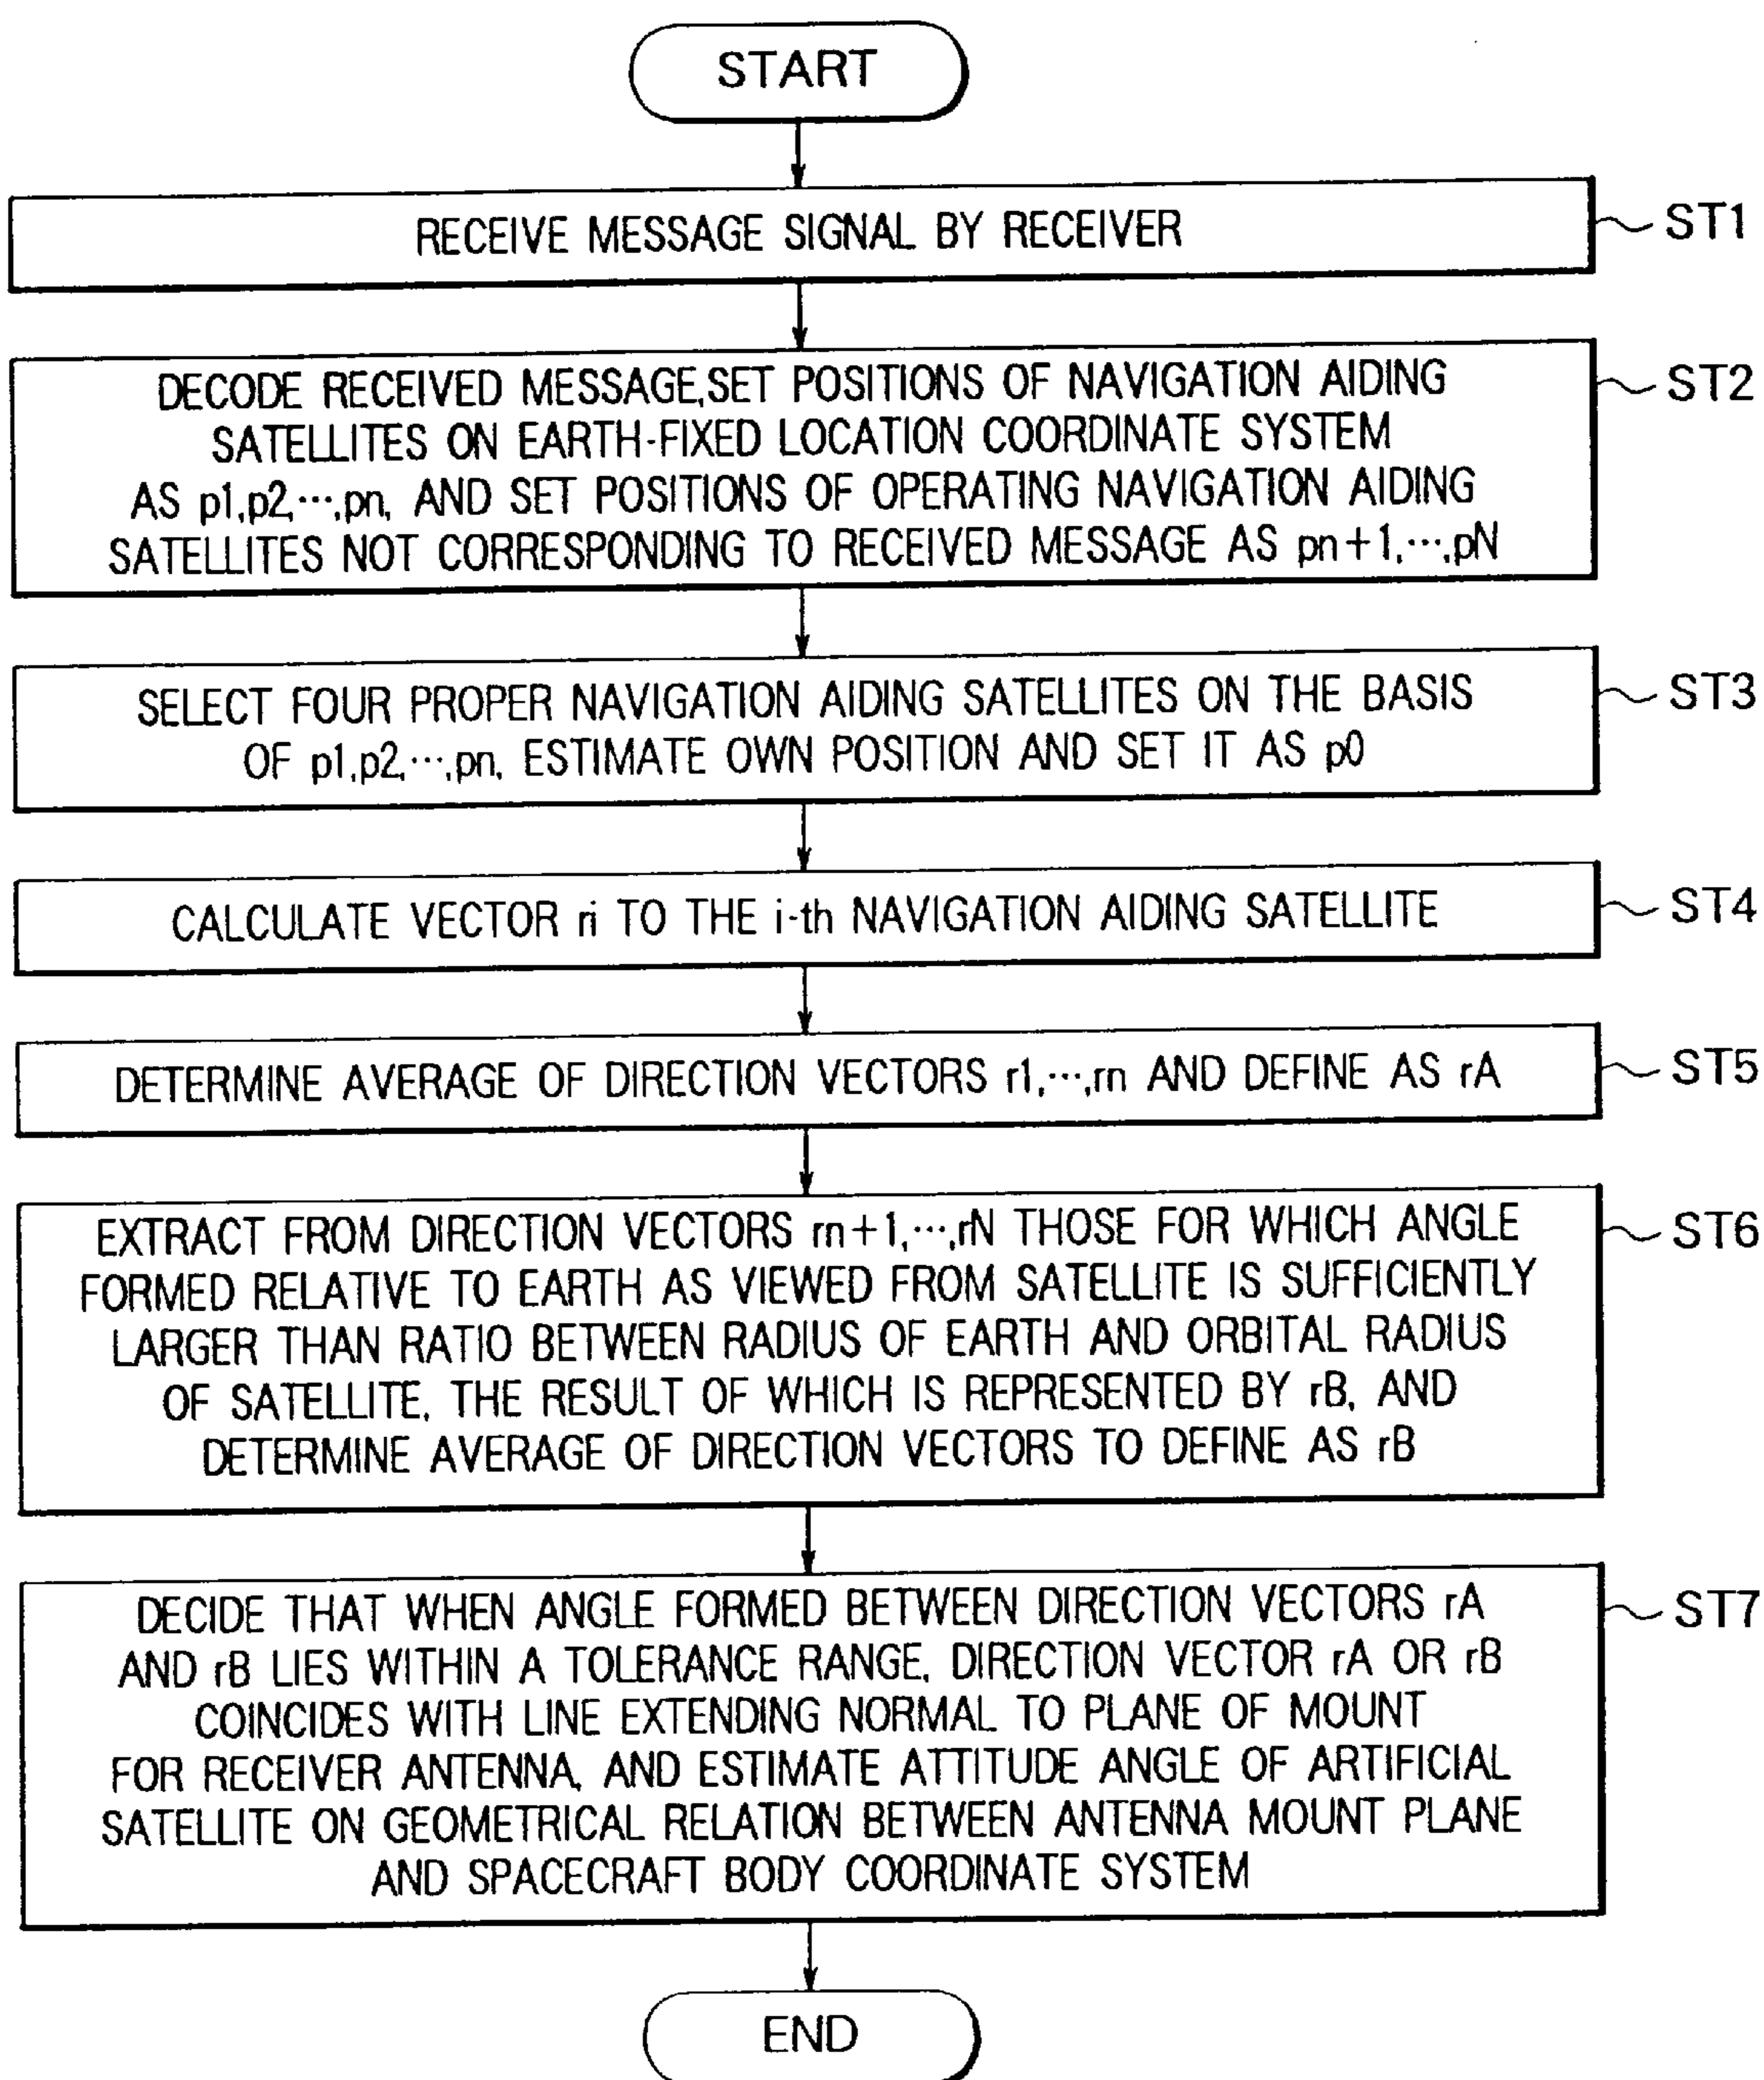 START
RECEIVE MESSAGE SIGNAL BY RECEIVER
ST1
DECODE RECEIVED MESSAGE,SET POSITIONS OF NAVIGATION AIDING
SATELLITES ON EARTH-FIXED LOCATION COORDINATE SYSTEM
AS p1,p2,···,pn, AND SET POSITIONS OF OPERATING NAVIGATION AIDING
SATELLITES NOT CORRESPONDING TO RECEIVED MESSAGE AS pn+1,···,pN
ST2
SELECT FOUR PROPER NAVIGATION AIDING SATELLITES ON THE BASIS
OF p1,p2,···,pn, ESTIMATE OWN POSITION AND SET IT AS p0
ST3
CALCULATE VECTOR ri TO THE i-th NAVIGATION AIDING SATELLITE
ST4
DETERMINE AVERAGE OF DIRECTION VECTORS r1,···,rn AND DEFINE AS rA
ST5
EXTRACT FROM DIRECTION VECTORS rn+1,···,rN THOSE FOR WHICH ANGLE
FORMED RELATIVE TO EARTH AS VIEWED FROM SATELLITE IS SUFFICIENTLY
LARGER THAN RATIO BETWEEN RADIUS OF EARTH AND ORBITAL RADIUS
OF SATELLITE, THE RESULT OF WHICH IS REPRESENTED BY rB, AND
DETERMINE AVERAGE OF DIRECTION VECTORS TO DEFINE AS rB
ST6
DECIDE THAT WHEN ANGLE FORMED BETWEEN DIRECTION VECTORS rA
AND rB LIES WITHIN A TOLERANCE RANGE, DIRECTION VECTOR rA OR rB
COINCIDES WITH LINE EXTENDING NORMAL TO PLANE OF MOUNT
FOR RECEIVER ANTENNA, AND ESTIMATE ATTITUDE ANGLE OF ARTIFICIAL
SATELLITE ON GEOMETRICAL RELATION BETWEEN ANTENNA MOUNT PLANE
AND SPACECRAFT BODY COORDINATE SYSTEM
ST7
END